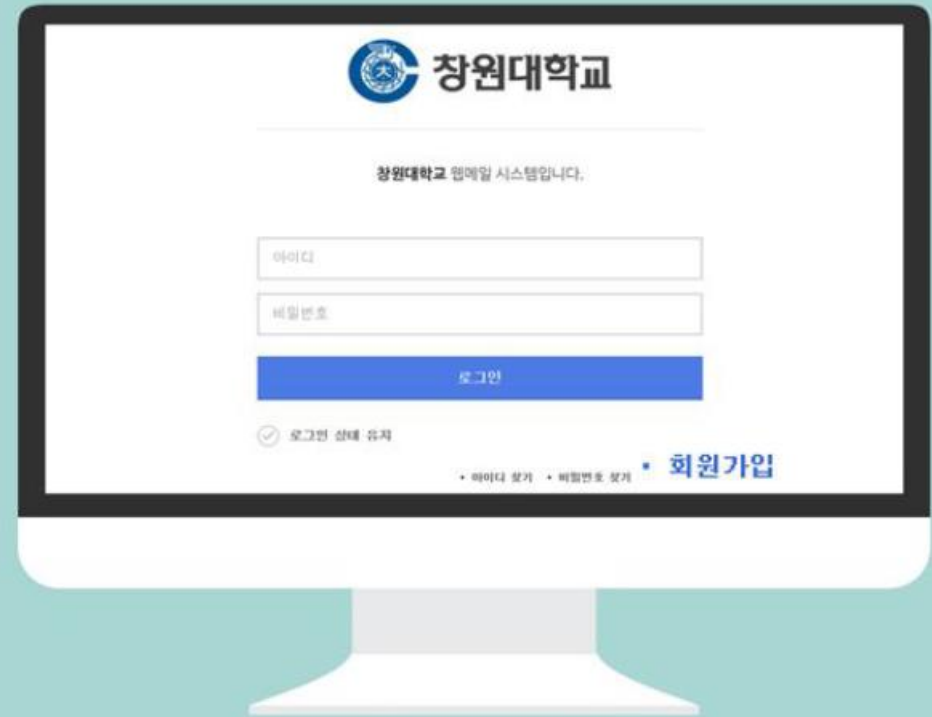 창원대학교
창원대학교 웹메일 시스템입니다.
아이디
비밀번호
로그인
로그인 상태 유지
• 아이디 찾기 • 비밀번호 찾기 • 회원가입